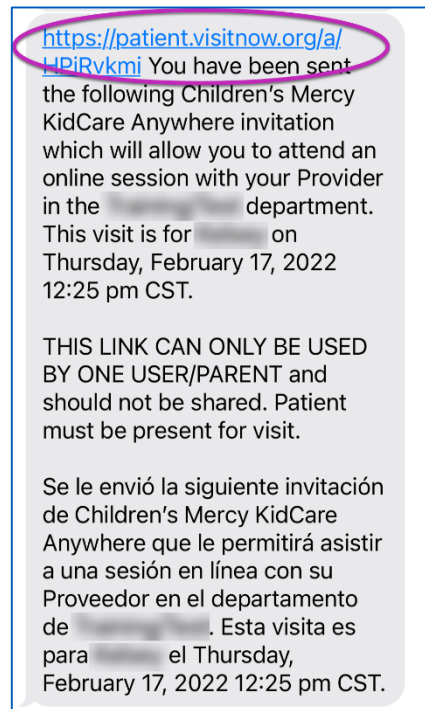 https://patient.visitnow.org/a/
HPiRvkmi You have been sent
the following Children's Mercy
KidCare Anywhere invitation
which will allow you to attend an
online session with your Provider
in the department.
This visit is for on
Thursday, February 17, 2022
12:25 pm CST.
THIS LINK CAN ONLY BE USED
BY ONE USER/PARENT and
should not be shared. Patient
must be present for visit.
Se le envió la siguiente invitación
de Children's Mercy KidCare
Anywhere que le permitirá asistir
a una sesión en línea con su
Proveedor en el departamento
de . Esta visita es
para el Thursday,
February 17, 2022 12:25 pm CST.